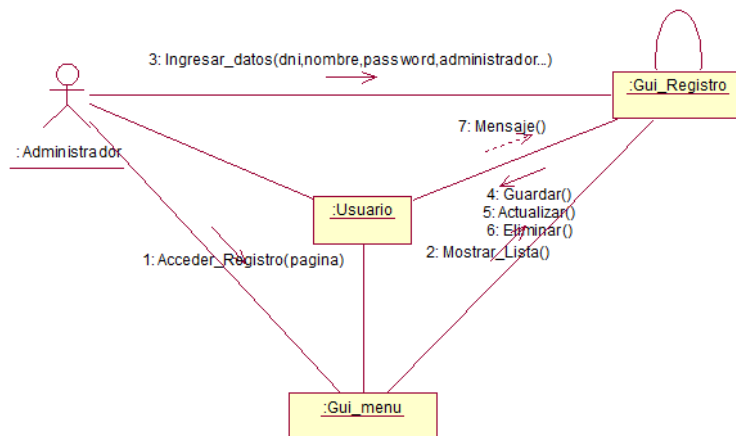 3: Ingresar_datos(dni,nombre,password,administrador...)
:Gui_Registro
7: Mensaje()
: Administrador
4: Guardar()
:Usuario
5: Actualizar()
6: Eliminar()
1: Acceder_Registro(pagina)
2: Mostrar_Lista()
:Gui_menu